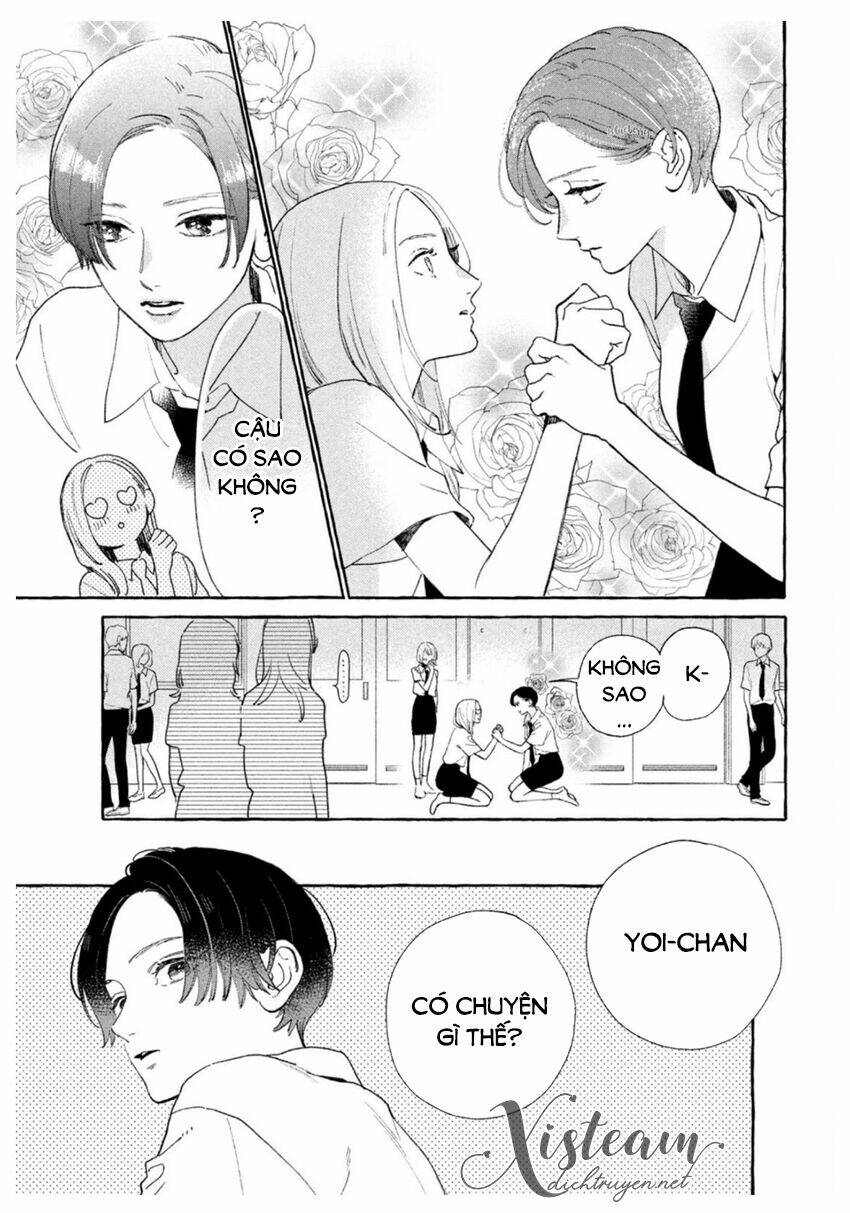 CẬU
CÓ SAO
KHÔNG
?
K-
KHÔNG
SAO
...
YOI-CHAN
CÓ CHUYỆN
GÌ THẾ?
Xisteam
dichtruyen.net